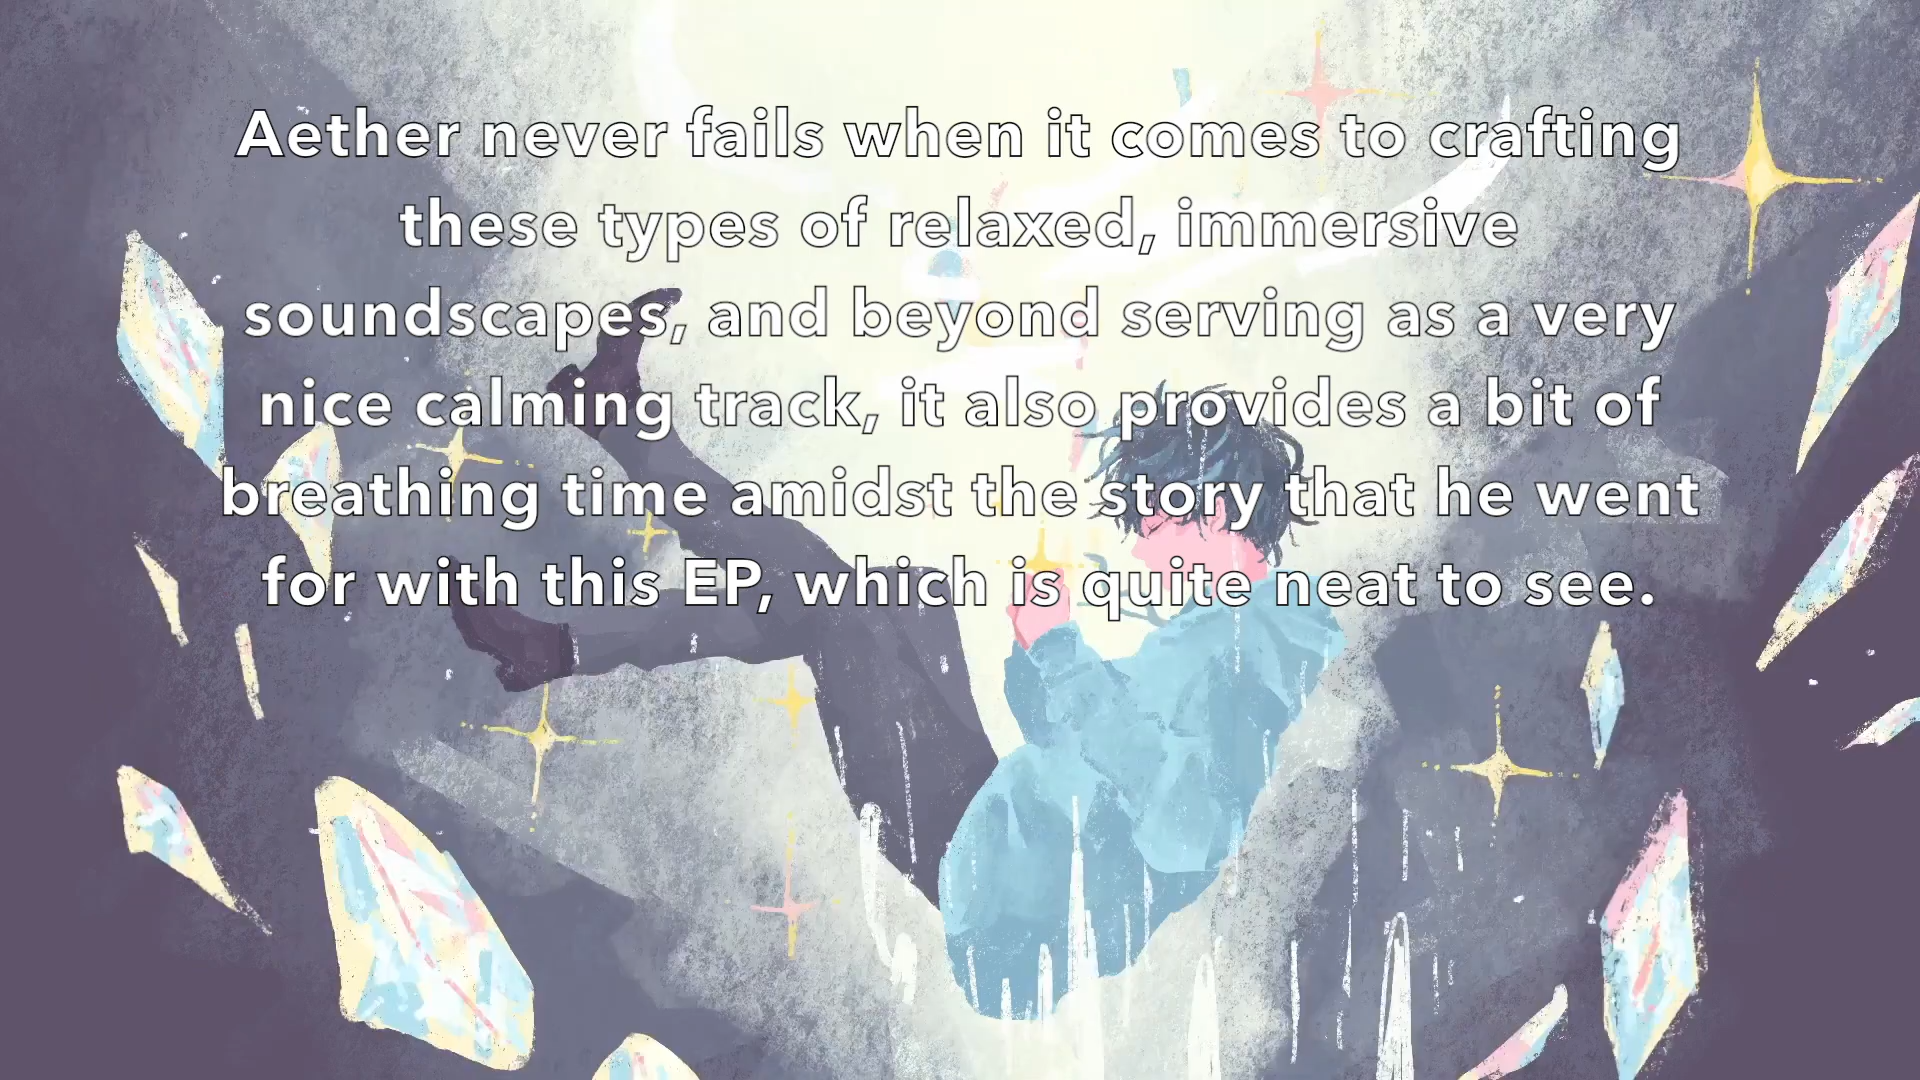 Aether never fails when it comes to crafting
these types of relaxed, immersive
soundscapes, and beyond serving as a very
nice calming track, it also provides a bit of
breathing time amidst the story that he went
for with this EP, which is quite neat to see.